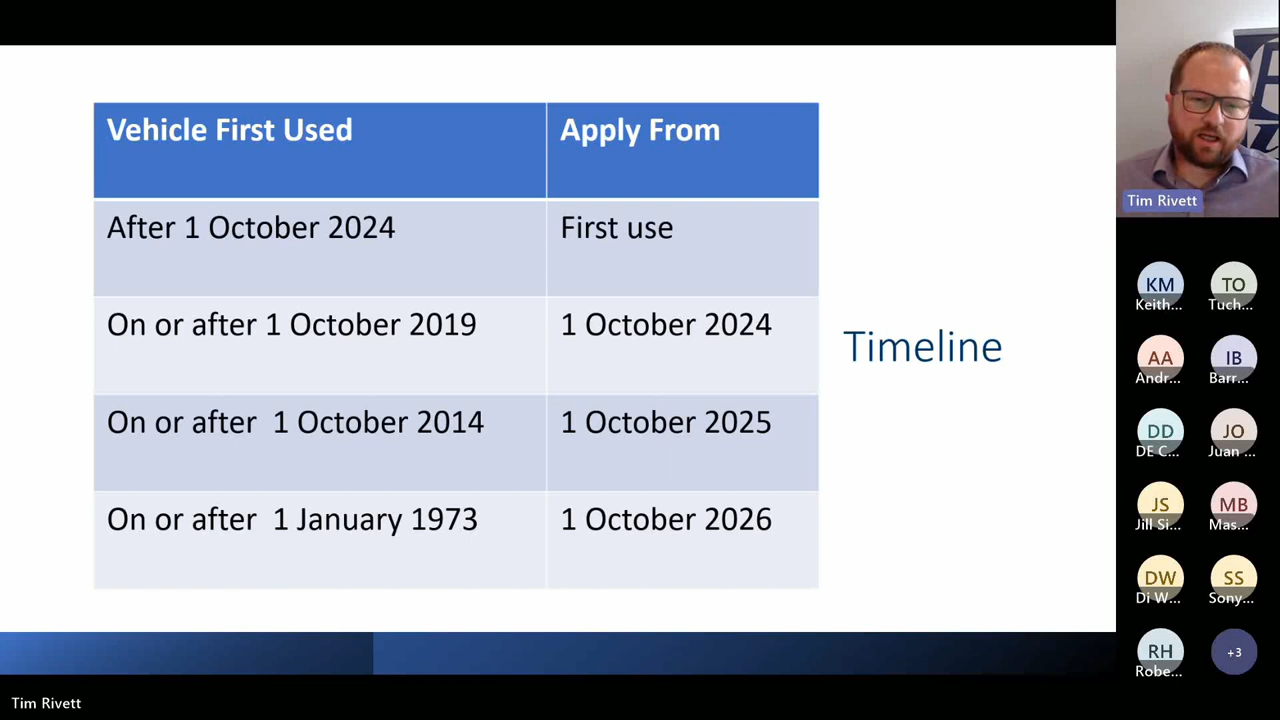 Vehicle First Used
Apply From
After 1 October 2024
First use
On or after 1 October 2019
1 October 2024
On or after 1 October 2014
1 October 2025
On or after 1 January 1973
1 October 2026
Timeline
Tim Rivett
KM
Keith...
TO
Tuch...
AA
Andr...
IB
Barr...
DD
DE C...
JO
Juan ...
JS
Jill Si...
MB
Mas...
DW
Di W...
SS
Sony...
RH
Robe...
+3
Tim Rivett